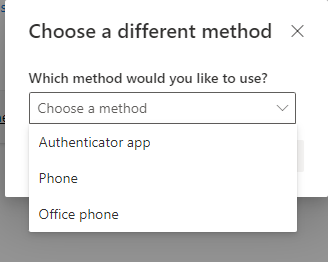 Choose a different method
Which method would you like to use?
Choose a method
Authenticator app
Phone
Office phone